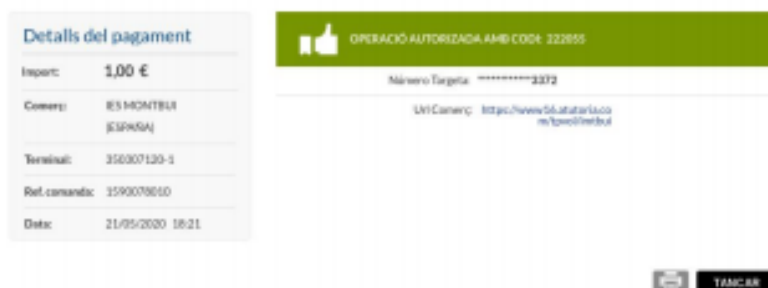 Detalls del pagament
Import: 1,00 €
Comerç: IES MONTBUI
(ESPAÑA)
Terminal: 350307120-1
Ref. comanda: 1590078010
Data: 21/05/2020 18:21
OPERACIÓ AUTORIZADA AMB CODI: 222055
Número Targeta: ************3372
Url Comerç:
TANCAR